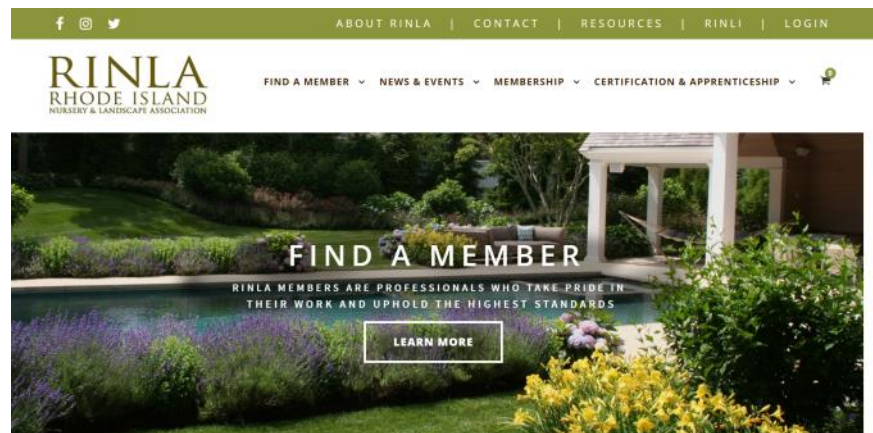 ABOUT RINLA | CONTACT | RESOURCES | RINLI | LOGIN
RINLA
RHODE ISLAND
NURSERY & LANDSCAPE ASSOCIATION
FIND A MEMBER NEWS & EVENTS MEMBERSHIP CERTIFICATION & APPRENTICESHIP 0
FIND A MEMBER
RINLA MEMBERS ARE PROFESSIONALS WHO TAKE PRIDE IN
THEIR WORK AND UPHOLD THE HIGHEST STANDARDS
LEARN MORE